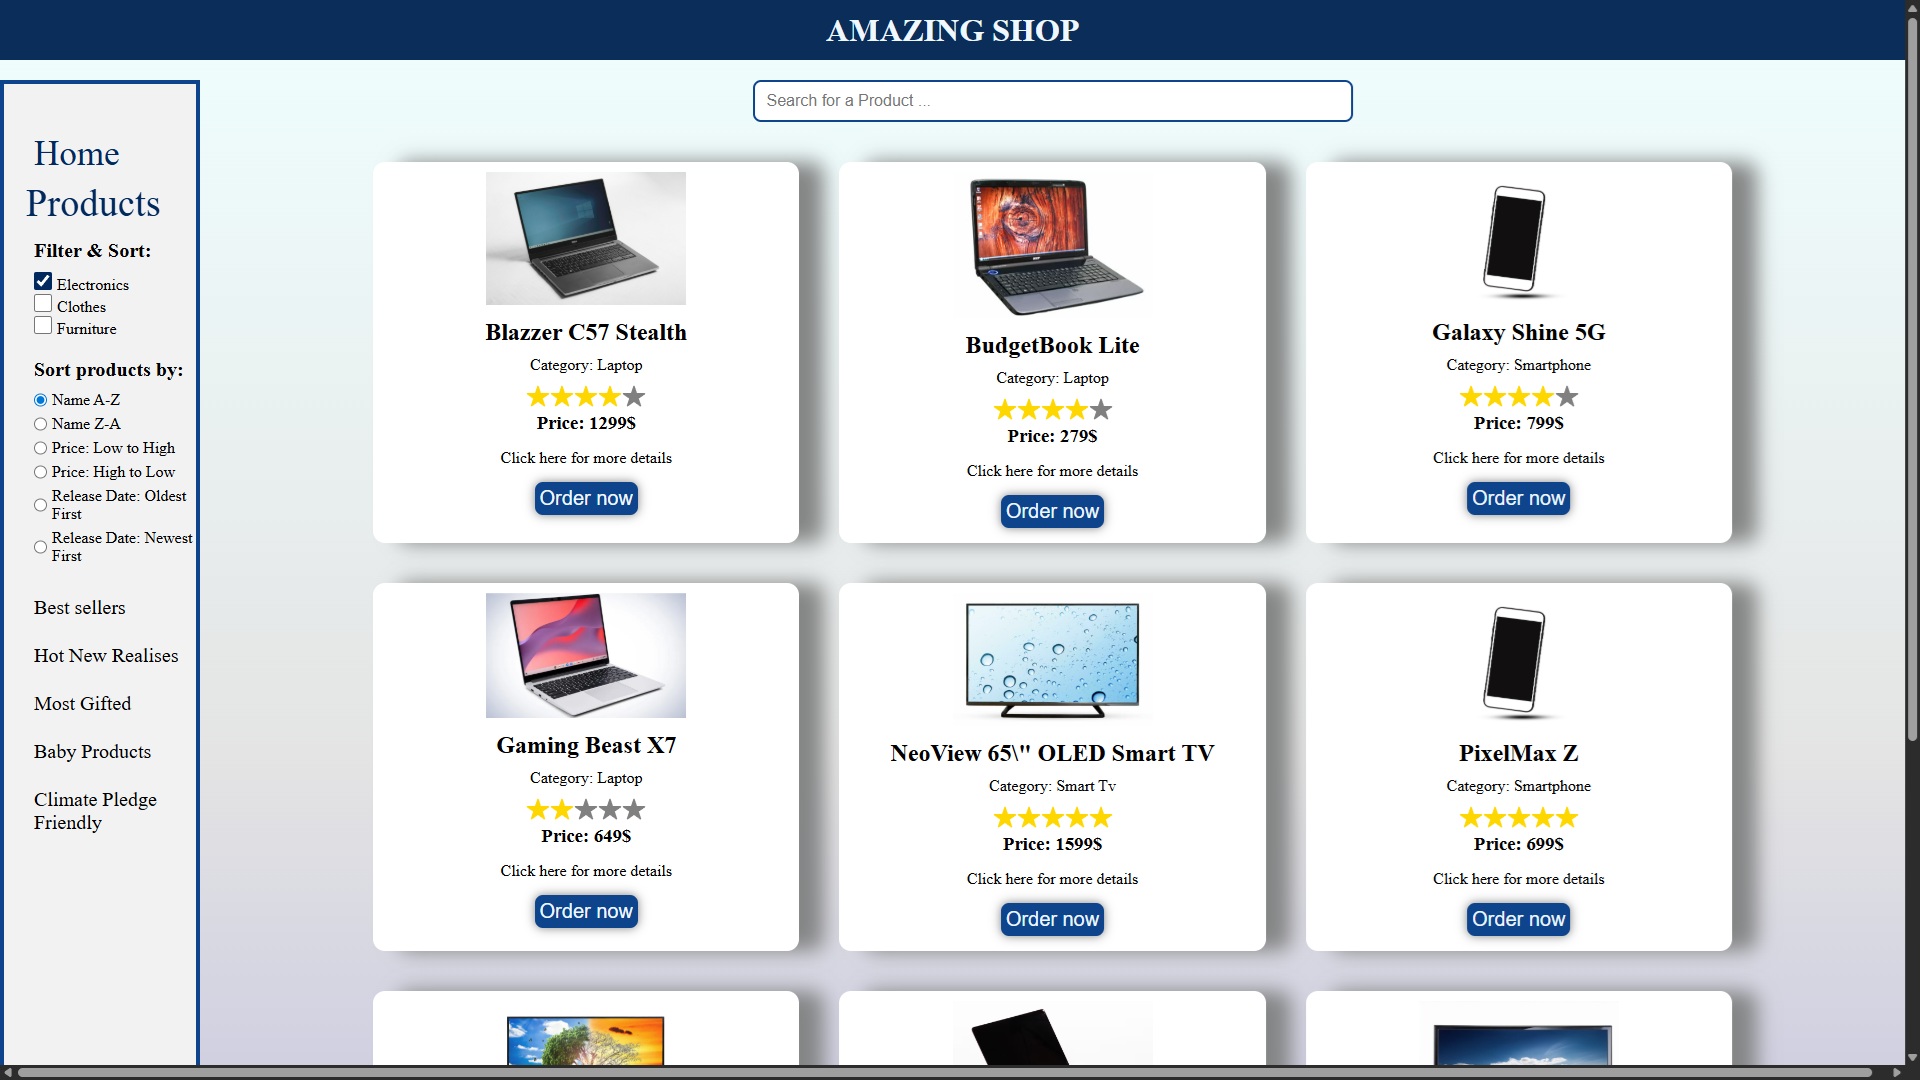 AMAZING SHOP
Search for a Product ...
Home
Products
Filter & Sort:
Electronics
Clothes
Furniture
Sort products by:
Name A-Z
Name Z-A
Price: Low to High
Price: High to Low
Release Date: Oldest
First
Release Date: Newest
First
Best sellers
Hot New Realises
Most Gifted
Baby Products
Climate Pledge
Friendly
Blazzer C57 Stealth
Category: Laptop
Price: 1299$
Click here for more details
Order now
BudgetBook Lite
Category: Laptop
Price: 279$
Click here for more details
Order now
Galaxy Shine 5G
Category: Smartphone
Price: 799$
Click here for more details
Order now
Gaming Beast X7
Category: Laptop
Price: 649$
Click here for more details
Order now
NeoView 65\" OLED Smart TV
Category: Smart Tv
Price: 1599$
Click here for more details
Order now
PixelMax Z
Category: Smartphone
Price: 699$
Click here for more details
Order now